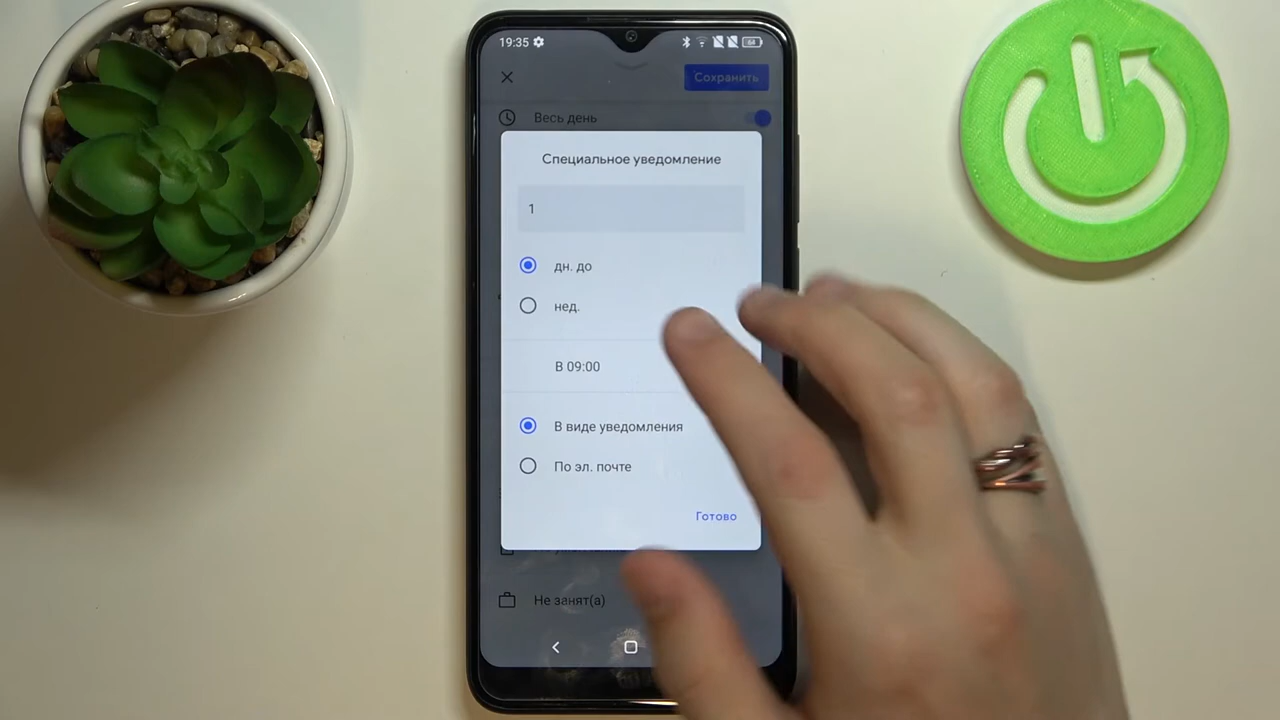 19:35
Сохранить
Весь день
Специальное уведомление
1
дн. до
нед.
В 09:00
В виде уведомления
По эл. почте
Готово
Не занят(а)